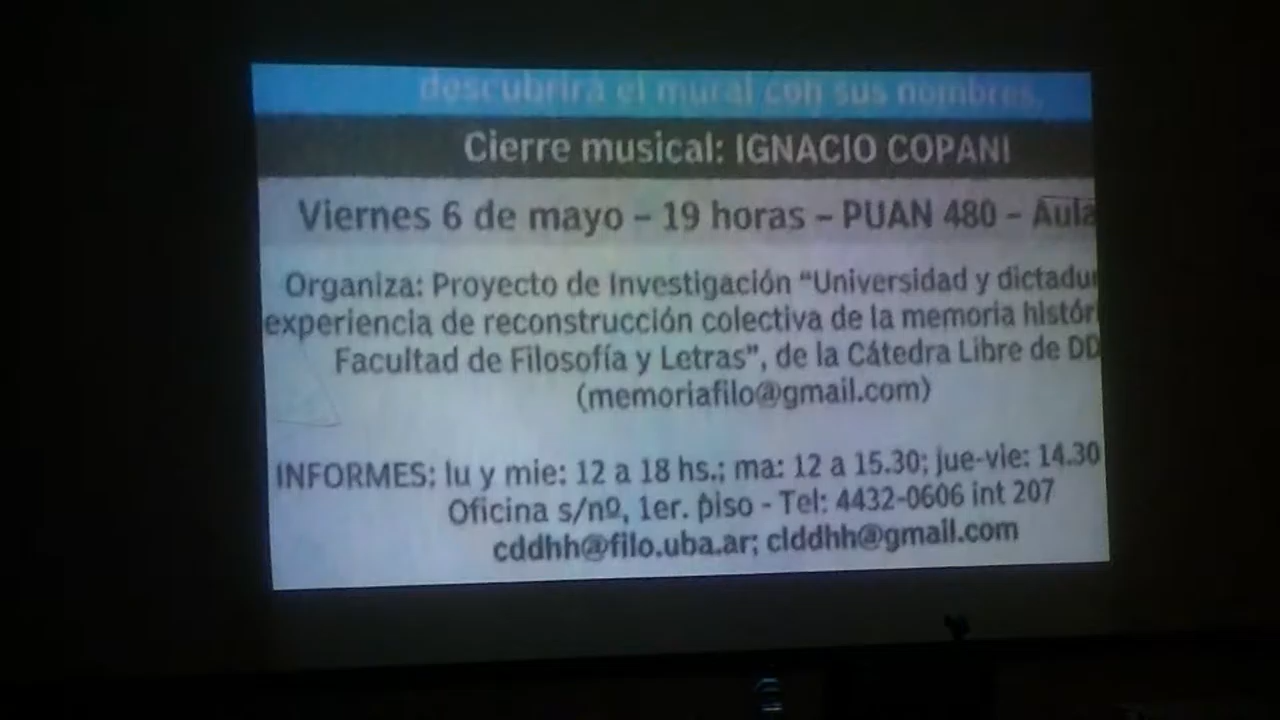 descubrirá el mural con sus nombres.
Cierre musical: IGNACIO COPANI
Viernes 6 de mayo – 19 horas – PUAN 480 – Aula
Organiza: Proyecto de Investigación “Universidad y dictadu
experiencia de reconstrucción colectiva de la memoria histór
Facultad de Filosofía y Letras”, de la Cátedra Libre de DD
(memoriafilo@gmail.com)
INFORMES: lu y mie: 12 a 18 hs.; ma: 12 a 15.30; jue-vie: 14.30
Oficina s/nº, 1er. piso - Tel: 4432-0606 int 207
cddhh@filo.uba.ar; clddhh@gmail.com